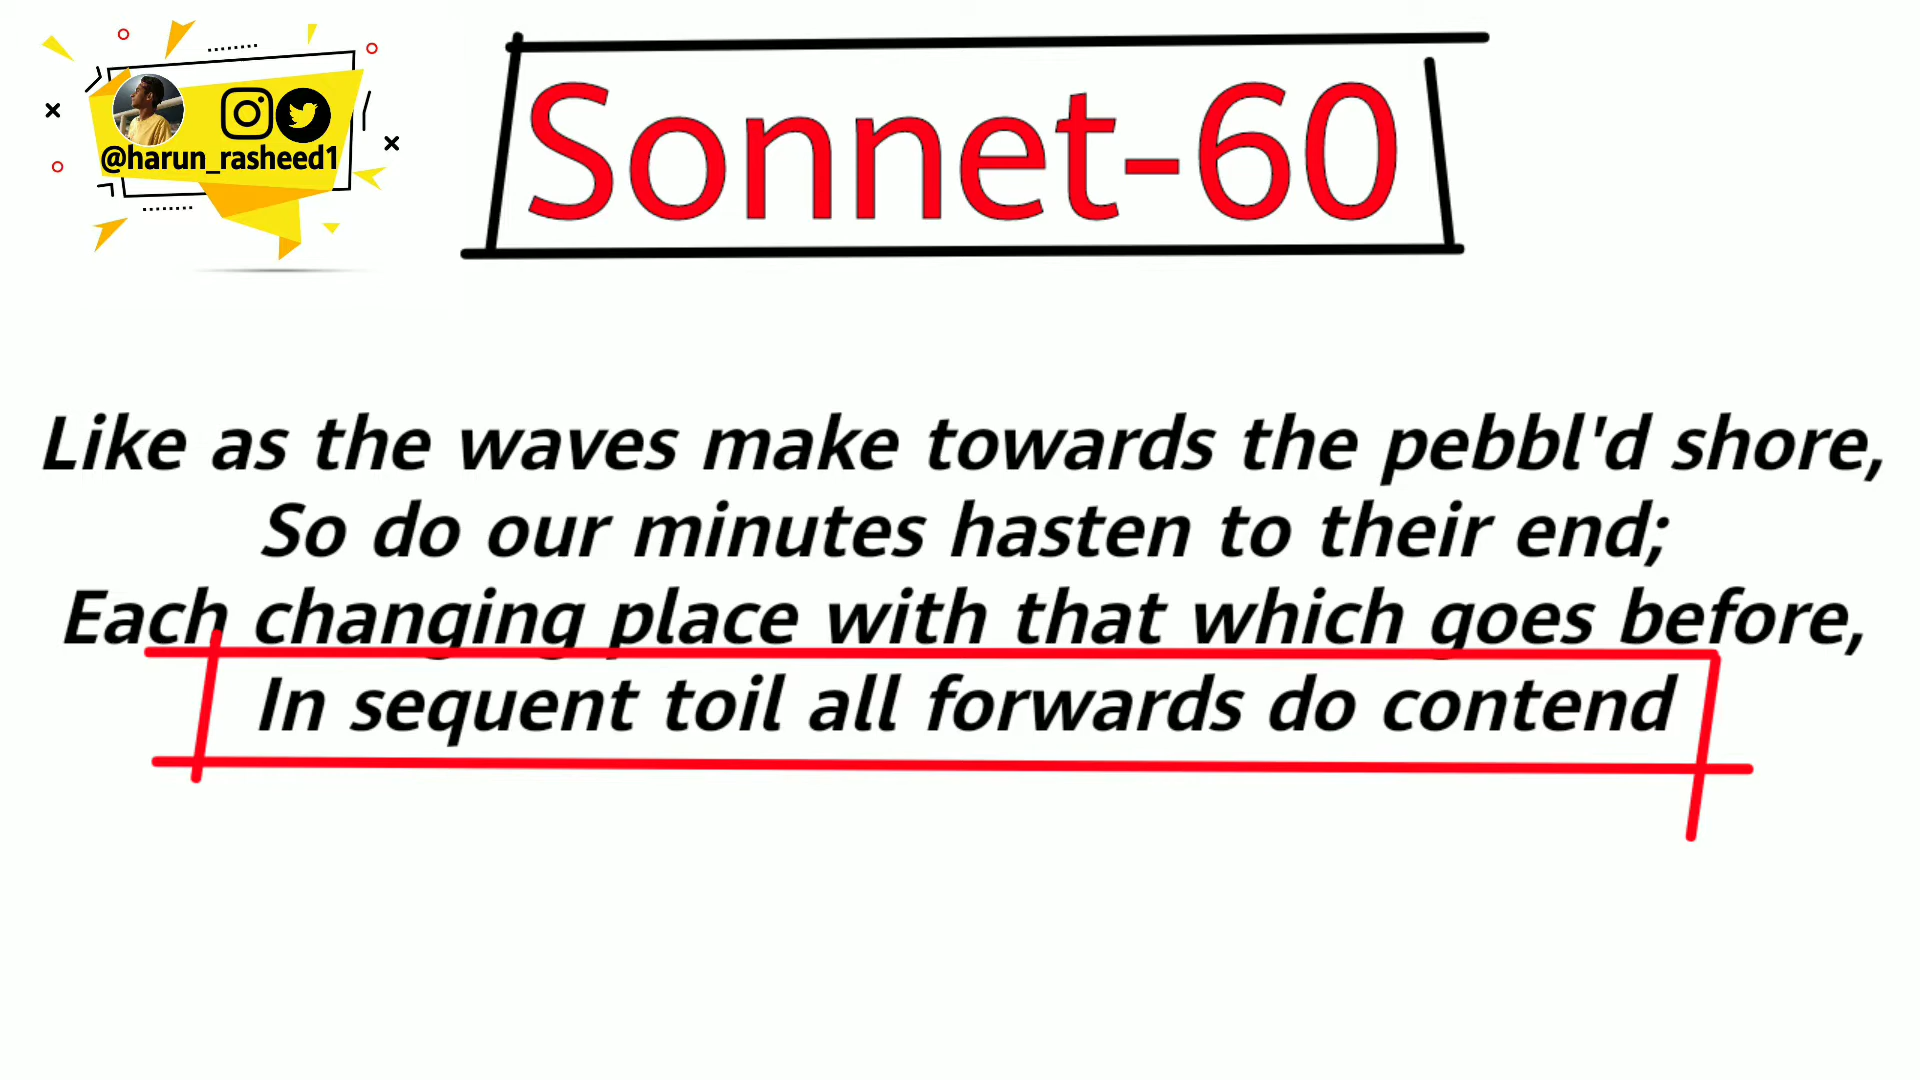 @harun_rasheed1
Sonnet-60
Like as the waves make towards the pebbl'd shore,
So do our minutes hasten to their end;
Each changing place with that which goes before,
In sequent toil all forwards do contend